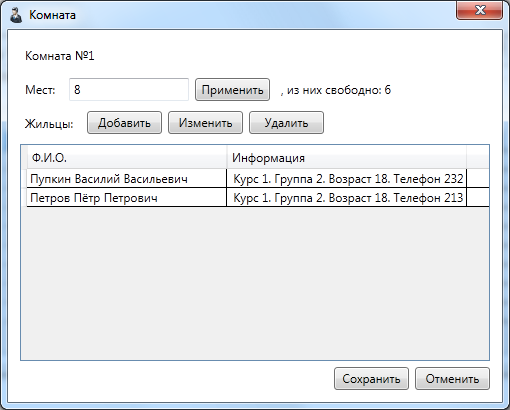 Комната
Комната №1
Мест: 8 Применить , из них свободно: 6
Жильцы: Добавить Изменить Удалить
Ф.И.О. Информация
Пупкин Василий Васильевич Курс 1. Группа 2. Возраст 18. Телефон 232
Петров Пётр Петрович Курс 1. Группа 2. Возраст 18. Телефон 213
Сохранить Отменить